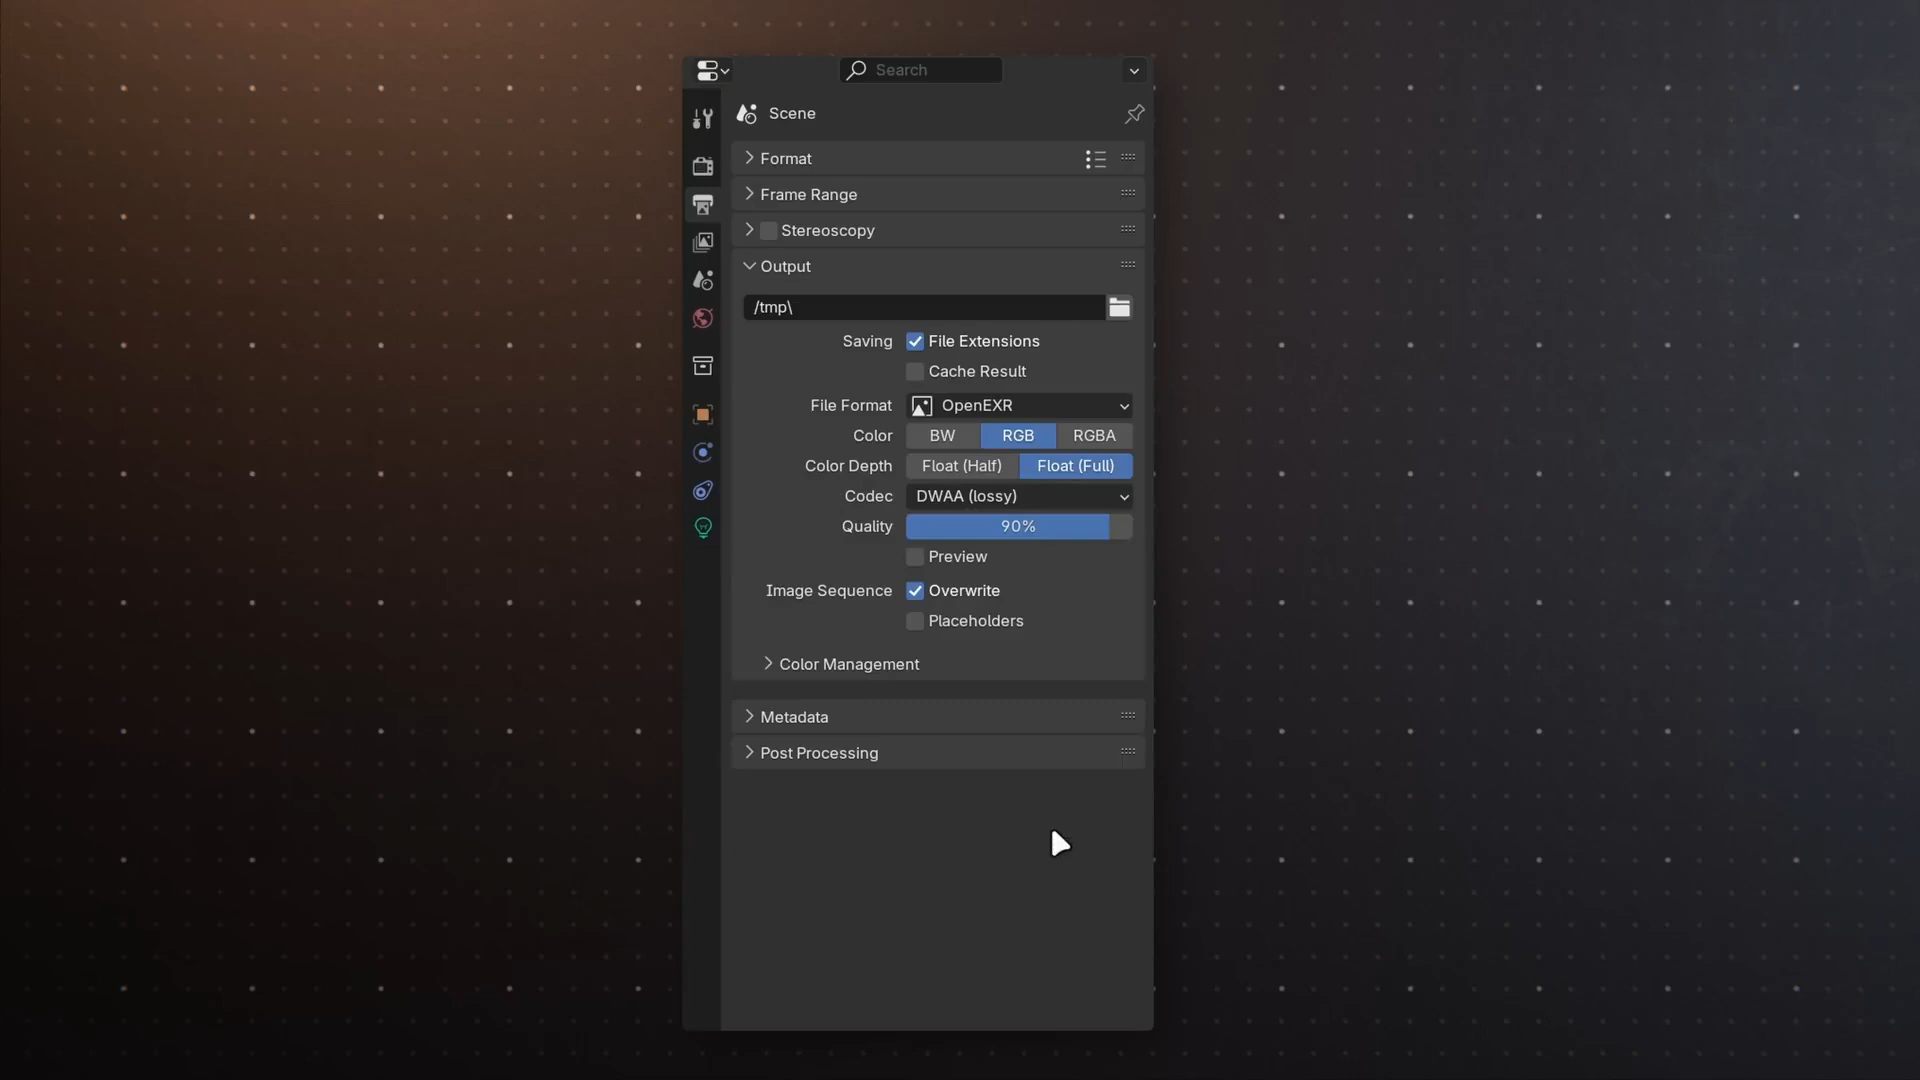 Search
Scene
Format
Frame Range
Stereoscopy
Output
/tmp\
Saving File Extensions
Cache Result
File Format OpenEXR
Color BW RGB RGBA
Color Depth Float (Half) Float (Full)
Codec DWAA (lossy)
Quality 90%
Preview
Image Sequence Overwrite
Placeholders
Color Management
Metadata
Post Processing